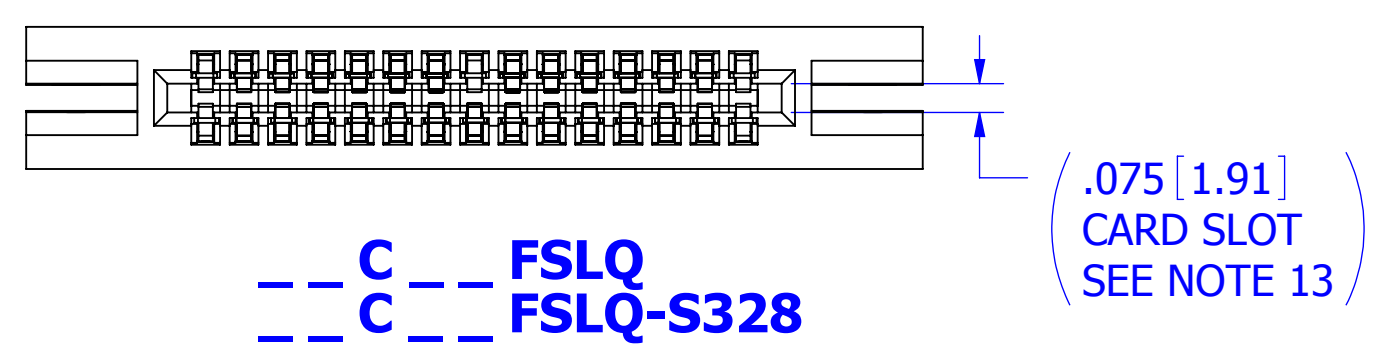 .075 [1.91]
CARD SLOT
SEE NOTE 13
_ _ C _ _ FSLQ
_ _ C _ _ FSLQ-S328